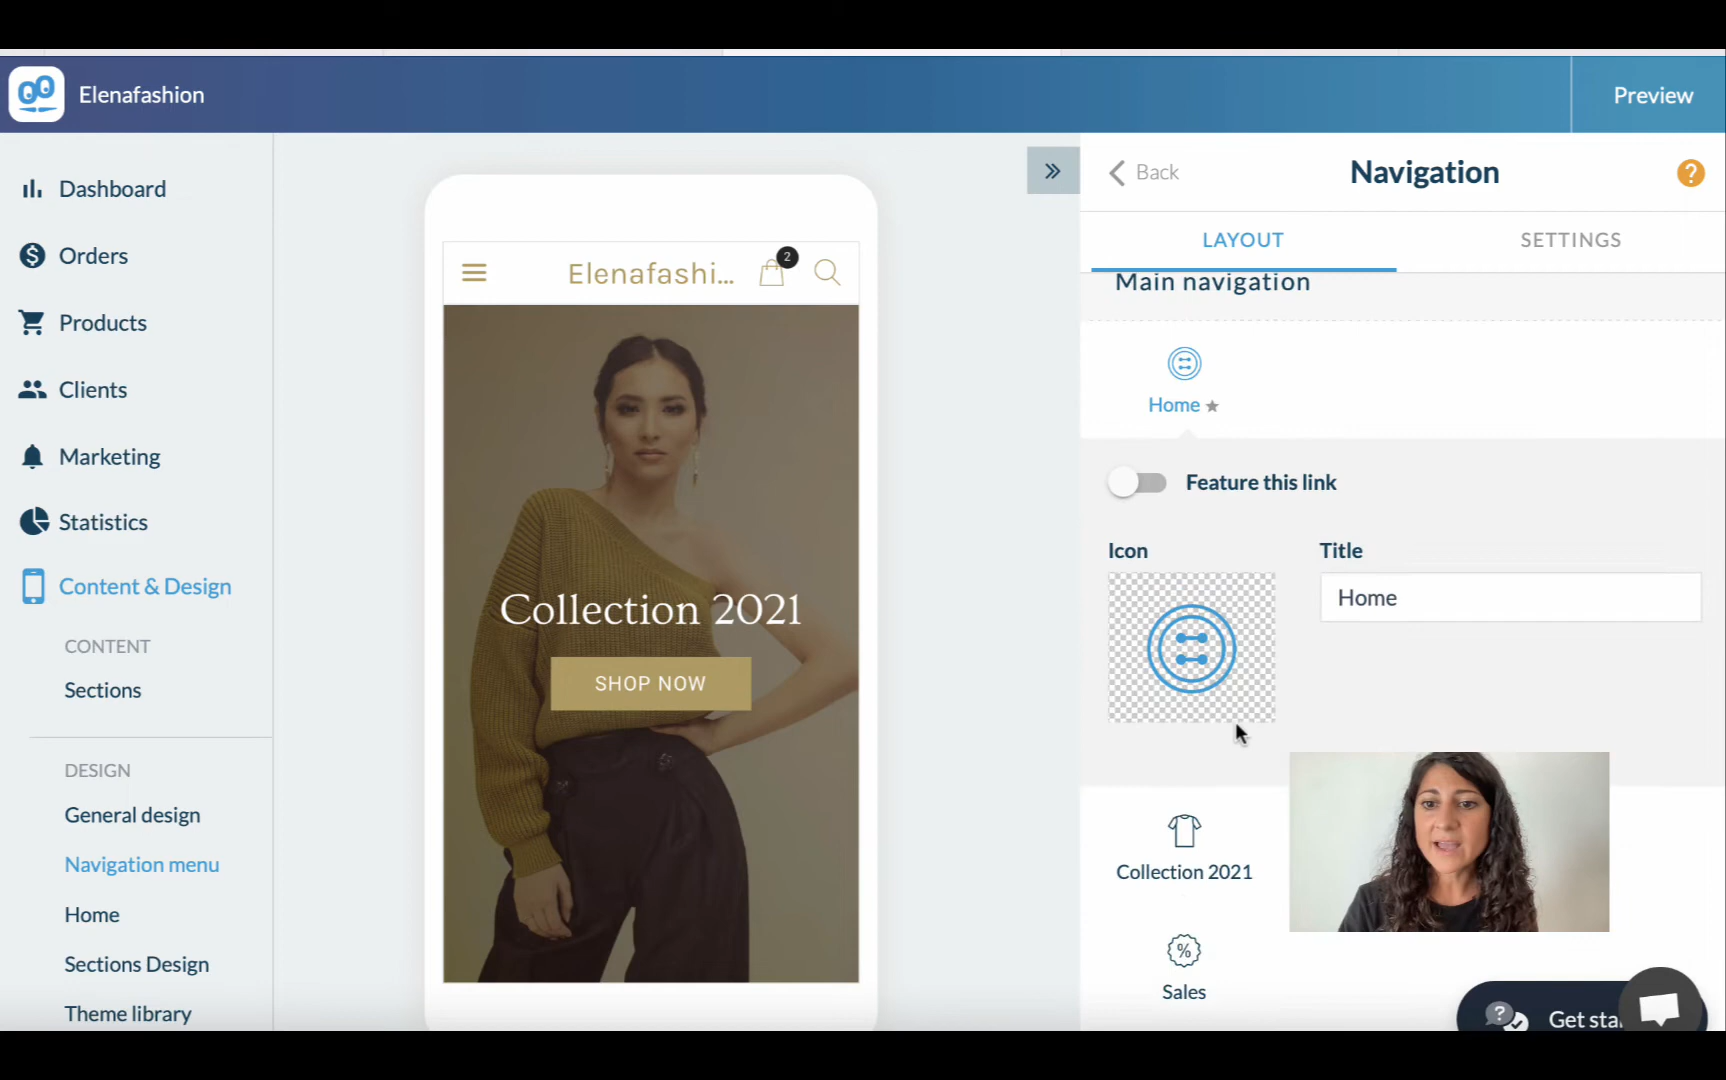 Elenafashion
Preview
Dashboard
Orders
Products
Clients
Marketing
Statistics
Content & Design
CONTENT
Sections
DESIGN
General design
Navigation menu
Home
Sections Design
Theme library
Elenafashi...
2
Collection 2021
SHOP NOW
Back
Navigation
?
LAYOUT
SETTINGS
Main navigation
Home
Feature this link
Icon
Title
Home
Collection 2021
%
Sales
?
Get sta